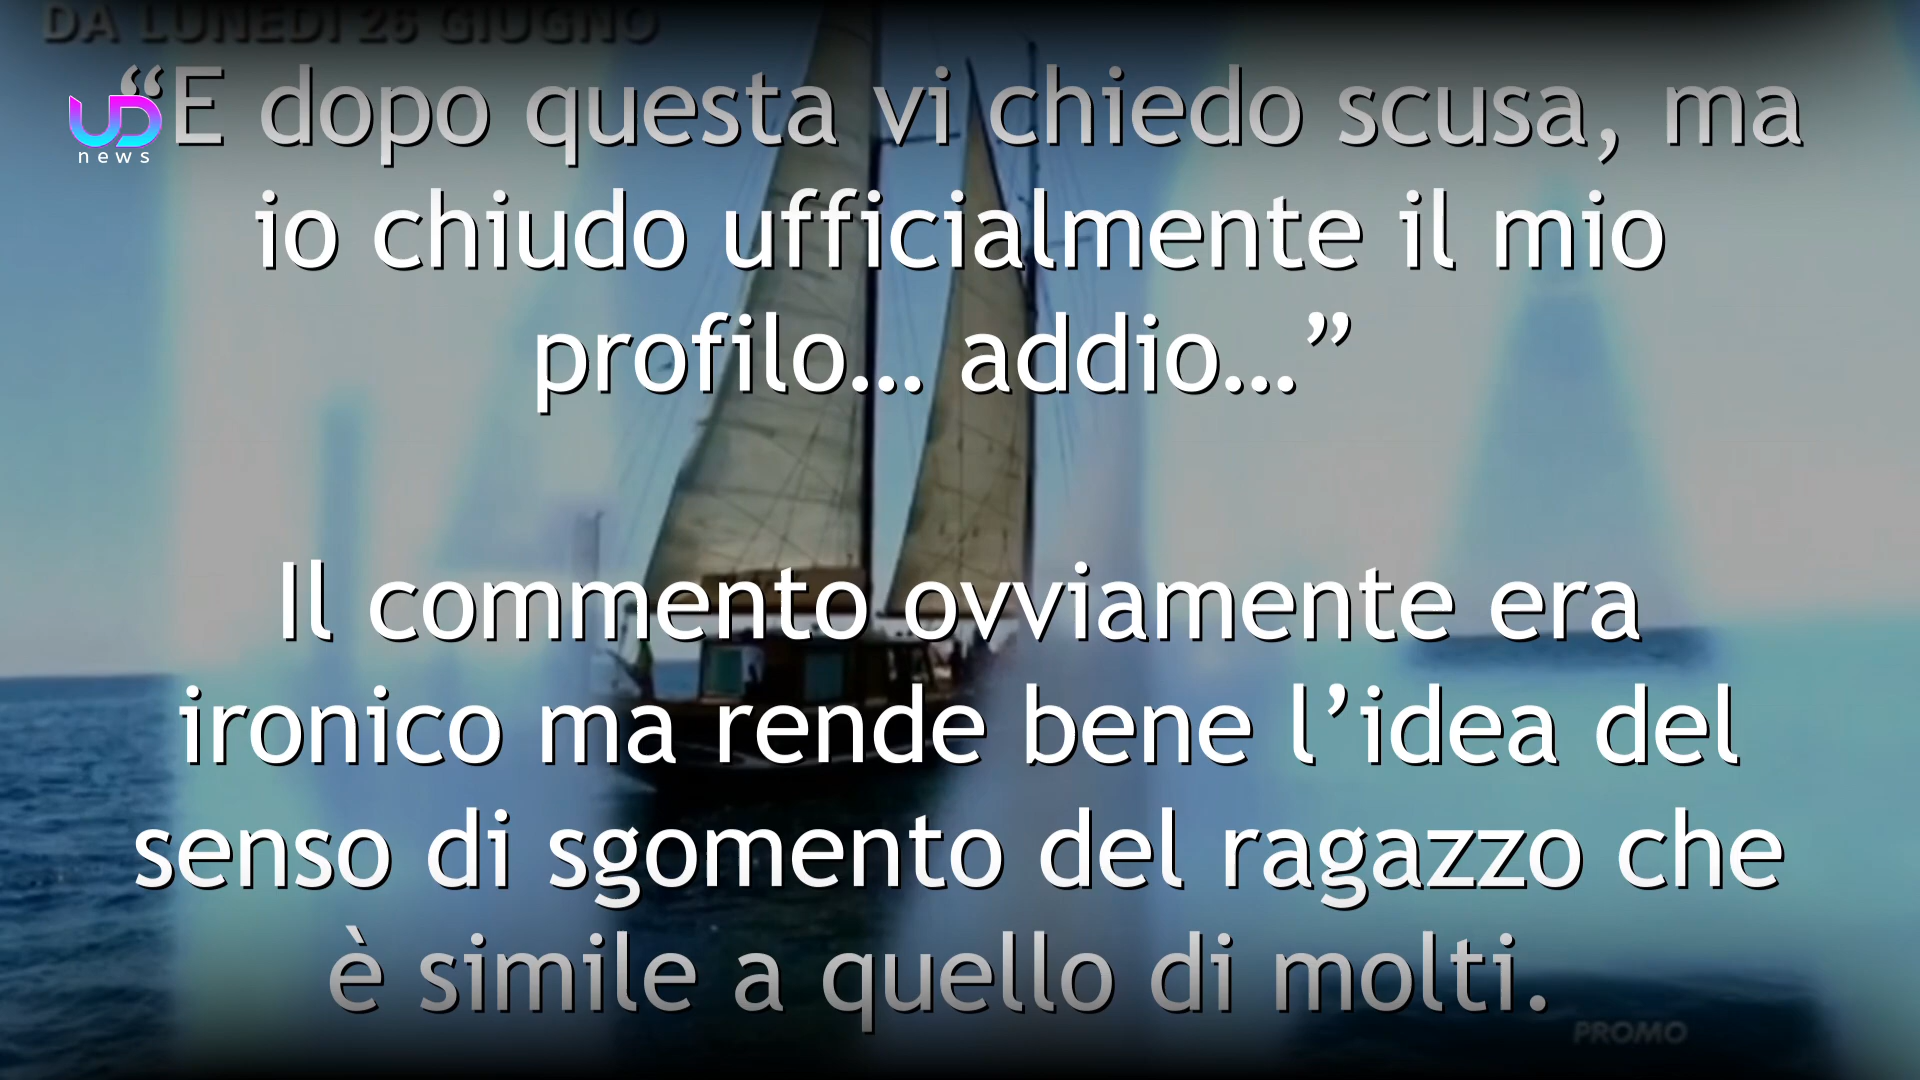 DA LUNEDÌ 26 GIUGNO
“E dopo questa vi chiedo scusa, ma
UD
news
io chiudo ufficialmente il mio
profilo… addio…”
Il commento ovviamente era
ironico ma rende bene l’idea del
senso di sgomento del ragazzo che
è simile a quello di molti.
PROMO